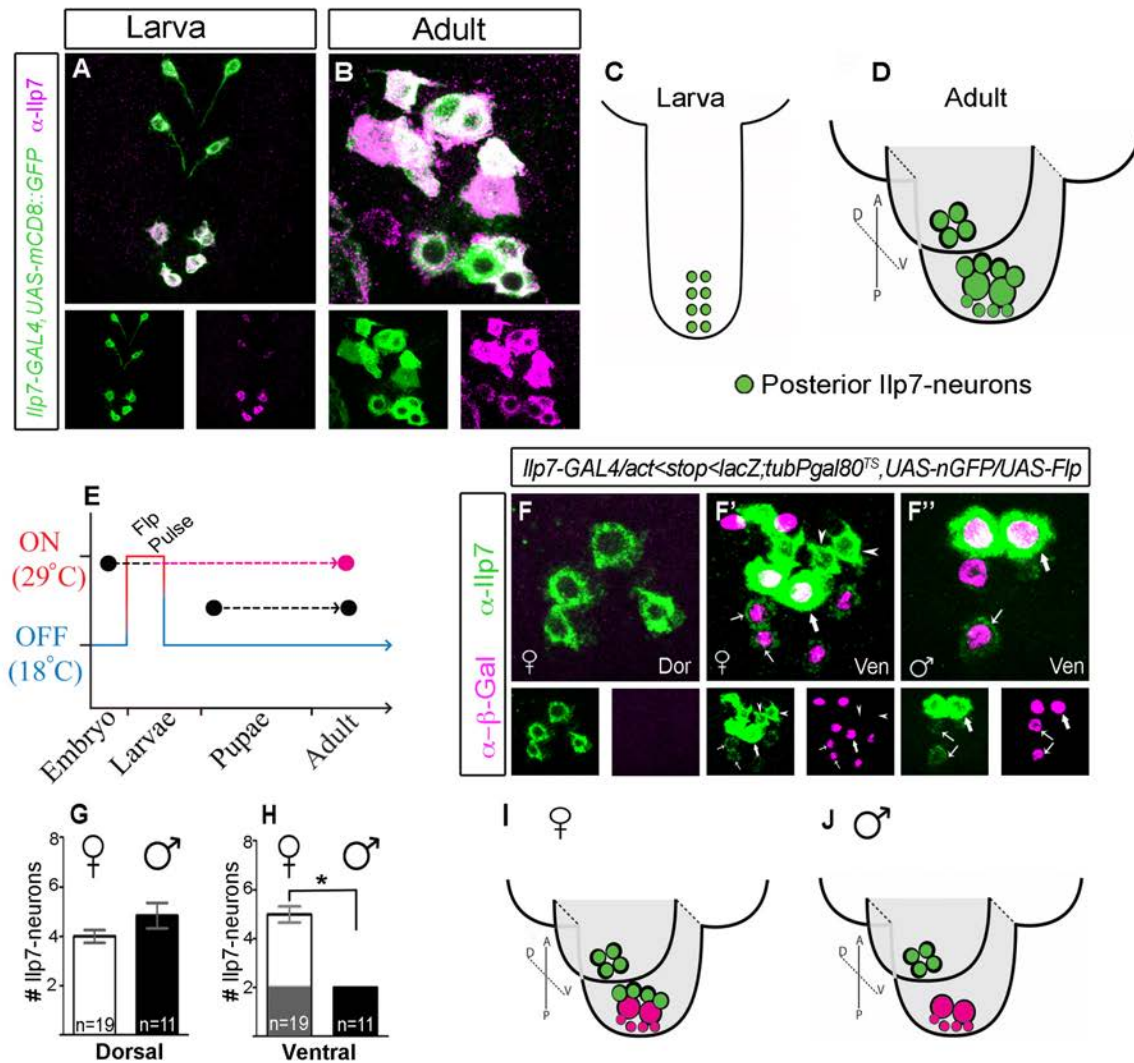 Larva
Adult
Ilp7-GAL4, UAS-mCD8::GFP α-Ilp7
A
B
C
Larva
D
Adult
A
D
V
P
Posterior Ilp7-neurons
E
Flp
Pulse
ON
(29°C)
OFF
(18°C)
Embryo
Larvae
Pupae
Adult
Ilp7-GAL4/act<stop<lacZ;tubPgal80TS,UAS-nGFP/UAS-Flp
α-β-Gal α-Ilp7
F
♀
Dor
F'
♀
Ven
F''
♂
Ven
G
♀ ♂
# Ilp7-neurons
8
6
4
2
n=19
n=11
Dorsal
H
♀ ♂
*
# Ilp7-neurons
8
6
4
2
n=19
n=11
Ventral
I ♀
A
D
V
P
J ♂
A
D
V
P